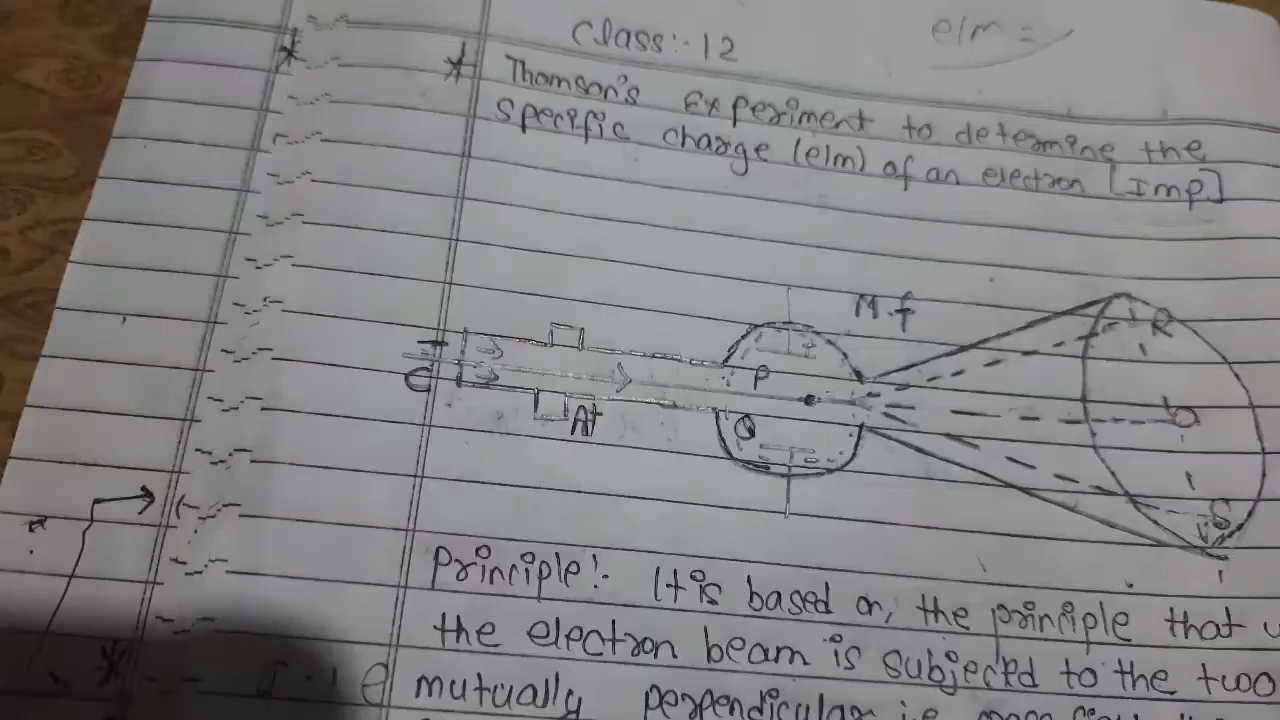 Class:- 12
e/m =
* Thomson's Experiment to determine the
specific charge (e/m) of an electron [Imp]
M.f
R
P
C
At
Q
S
Principle:- It is based on, the principle that
the electron beam is subjected to the two
mutually perpendicular i.e